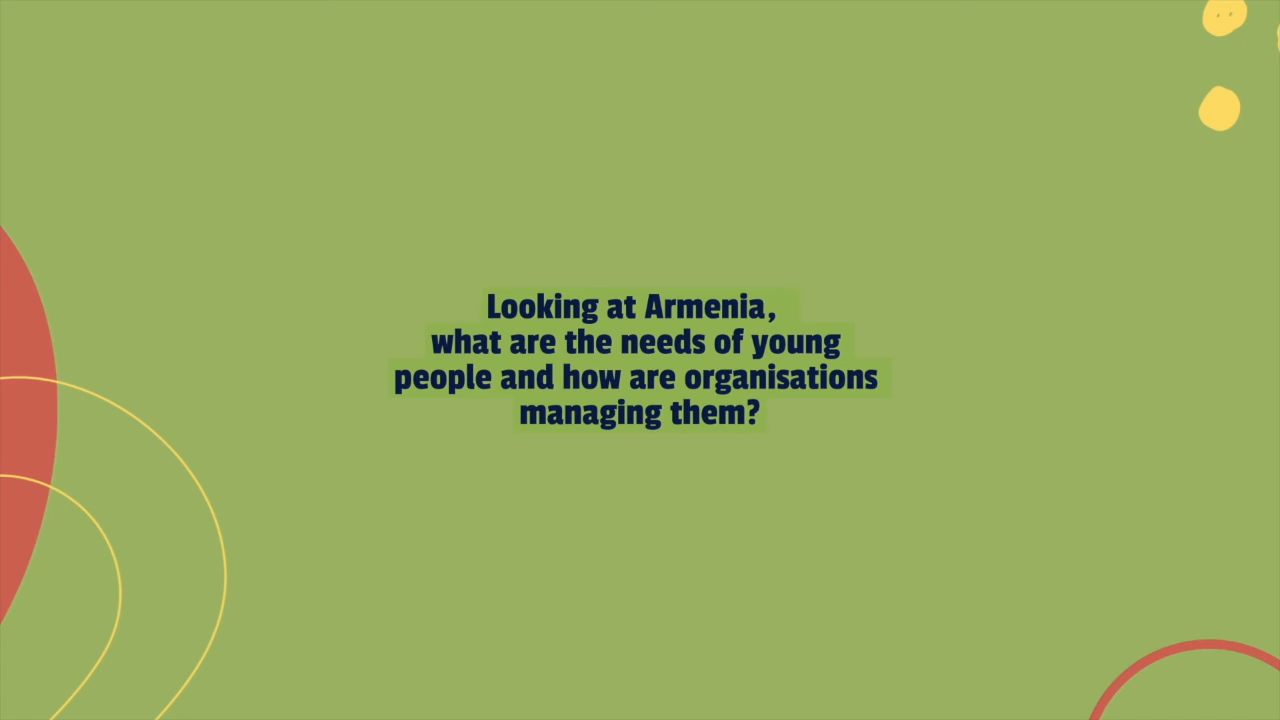 Looking at Armenia,
what are the needs of young
people and how are organisations
managing them?